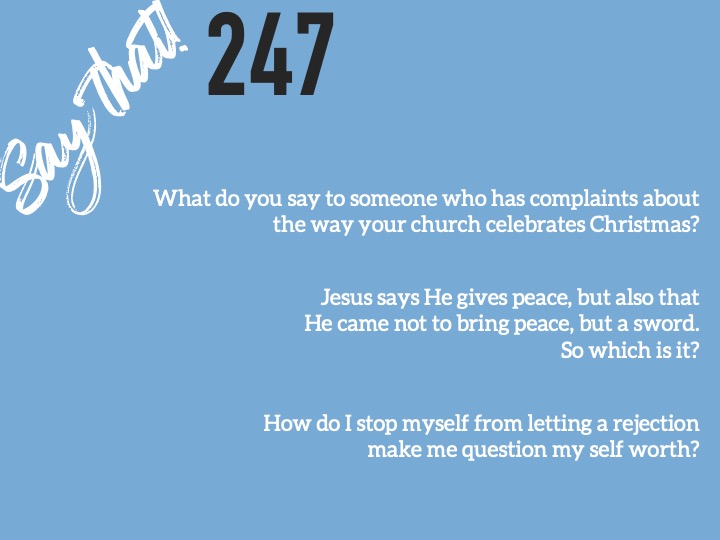 Say that!
247
What do you say to someone who has complaints about
the way your church celebrates Christmas?
Jesus says He gives peace, but also that
He came not to bring peace, but a sword.
So which is it?
How do I stop myself from letting a rejection
make me question my self worth?